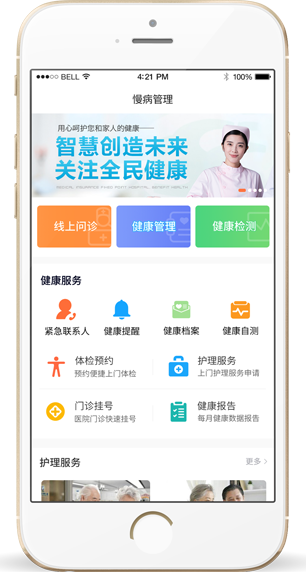 BELL 4:21 PM 100%
慢病管理
用心呵护您和家人的健康
智慧创造未来
关注全民健康
线上问诊 健康管理 健康检测
健康服务
紧急联系人 健康提醒 健康档案 健康自测
体检预约 护理服务
预约便捷上门体检 上门护理服务申请
门诊挂号 健康报告
医院门诊快速挂号 每月健康数据报告
护理服务 更多 >